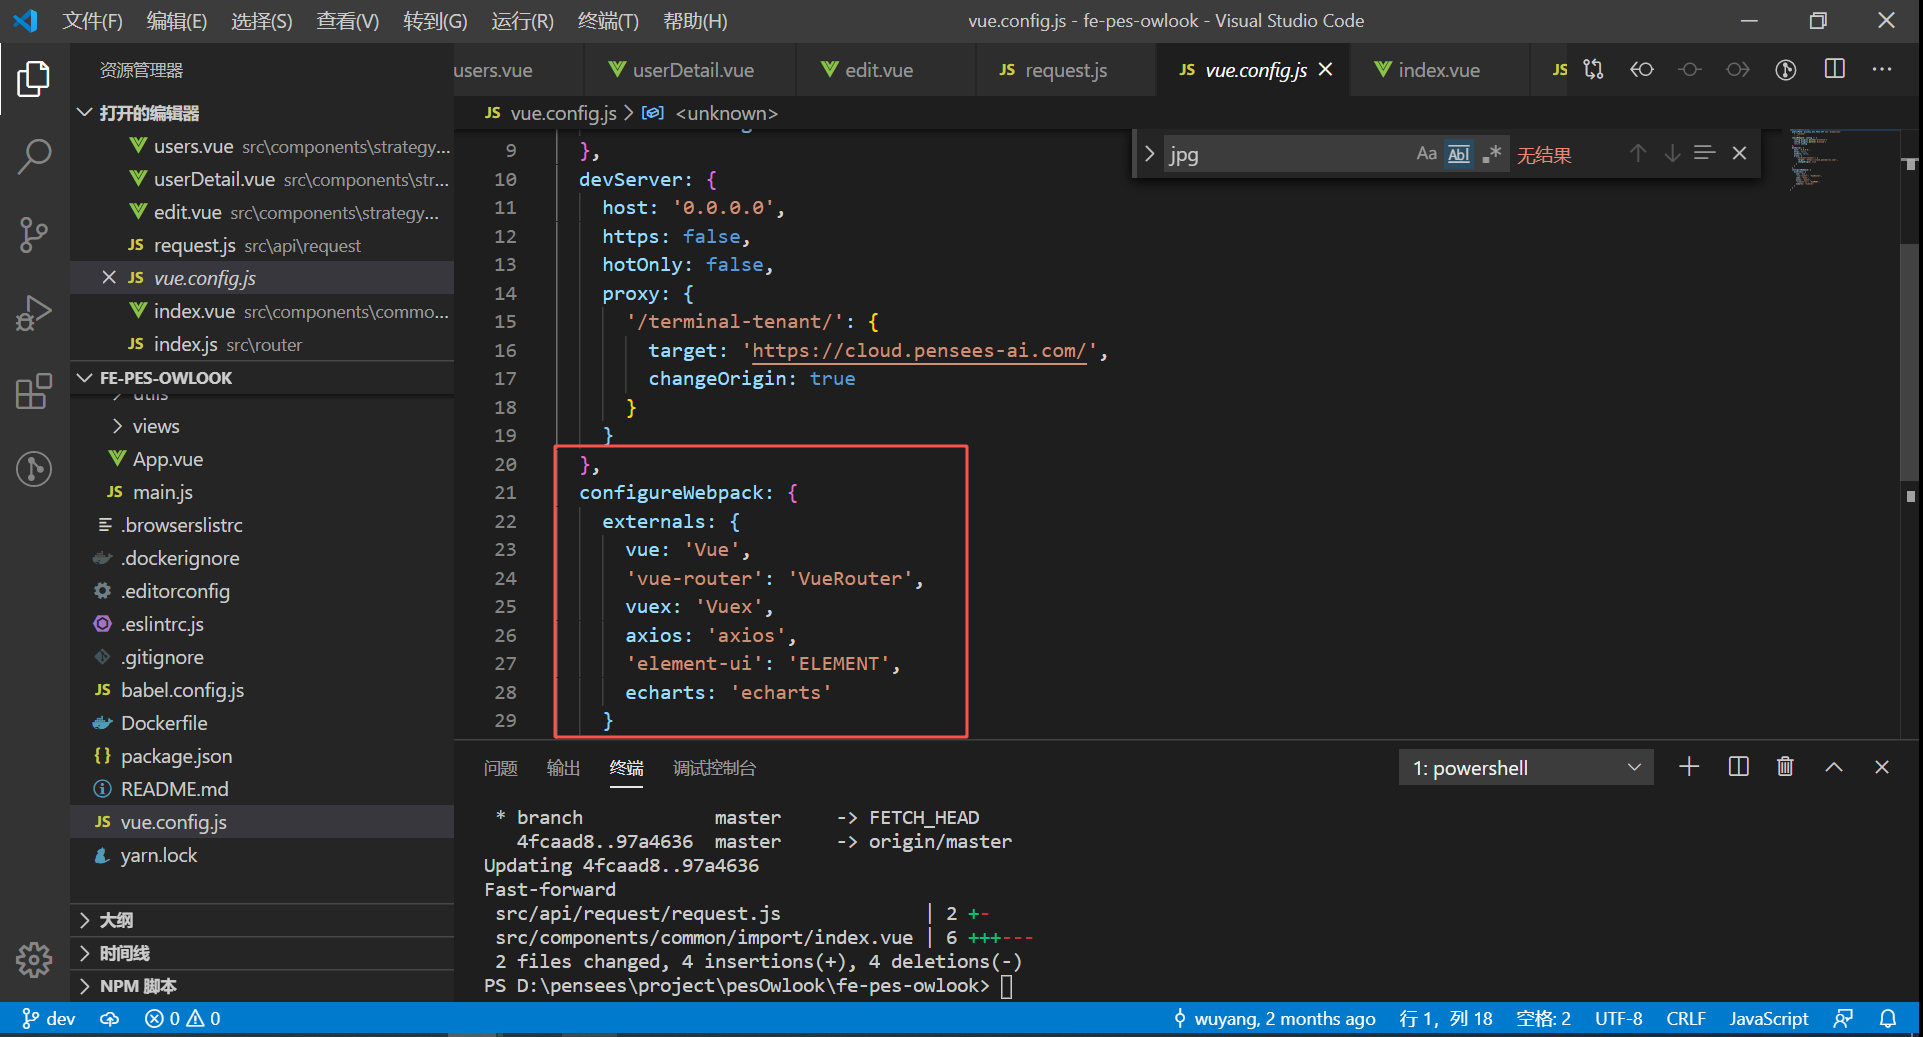 文件(F) 编辑(E) 选择(S) 查看(V) 转到(G) 运行(R) 终端(T) 帮助(H) vue.config.js - fe-pes-owlook - Visual Studio Code
资源管理器
users.vue userDetail.vue edit.vue JS request.js JS vue.config.js index.vue JS
打开的编辑器
users.vue src\components\strategy...
userDetail.vue src\components\str...
edit.vue src\components\strategy...
JS request.js src\api\request
JS vue.config.js
index.vue src\components\commo...
JS index.js src\router
FE-PES-OWLOOK
utils
views
App.vue
JS main.js
.browserslistrc
.dockerignore
.editorconfig
.eslintrc.js
.gitignore
JS babel.config.js
Dockerfile
{} package.json
README.md
JS vue.config.js
yarn.lock
大纲
时间线
NPM 脚本
JS vue.config.js > <unknown>
jpg Aa Abl .* 无结果
9 },
10 devServer: {
11 host: '0.0.0.0',
12 https: false,
13 hotOnly: false,
14 proxy: {
15 '/terminal-tenant/': {
16 target: 'https://cloud.pensees-ai.com/',
17 changeOrigin: true
18 }
19 }
20 },
21 configureWebpack: {
22 externals: {
23 vue: 'Vue',
24 'vue-router': 'VueRouter',
25 vuex: 'Vuex',
26 axios: 'axios',
27 'element-ui': 'ELEMENT',
28 echarts: 'echarts'
29 }
问题 输出 终端 调试控制台 1: powershell
* branch master -> FETCH_HEAD
4fcaad8..97a4636 master -> origin/master
Updating 4fcaad8..97a4636
Fast-forward
src/api/request/request.js | 2 +-
src/components/common/import/index.vue | 6 +++---
2 files changed, 4 insertions(+), 4 deletions(-)
PS D:\pensees\project\pesOwlook\fe-pes-owlook>
dev 0 0 wuyang, 2 months ago 行 1，列 18 空格: 2 UTF-8 CRLF JavaScript